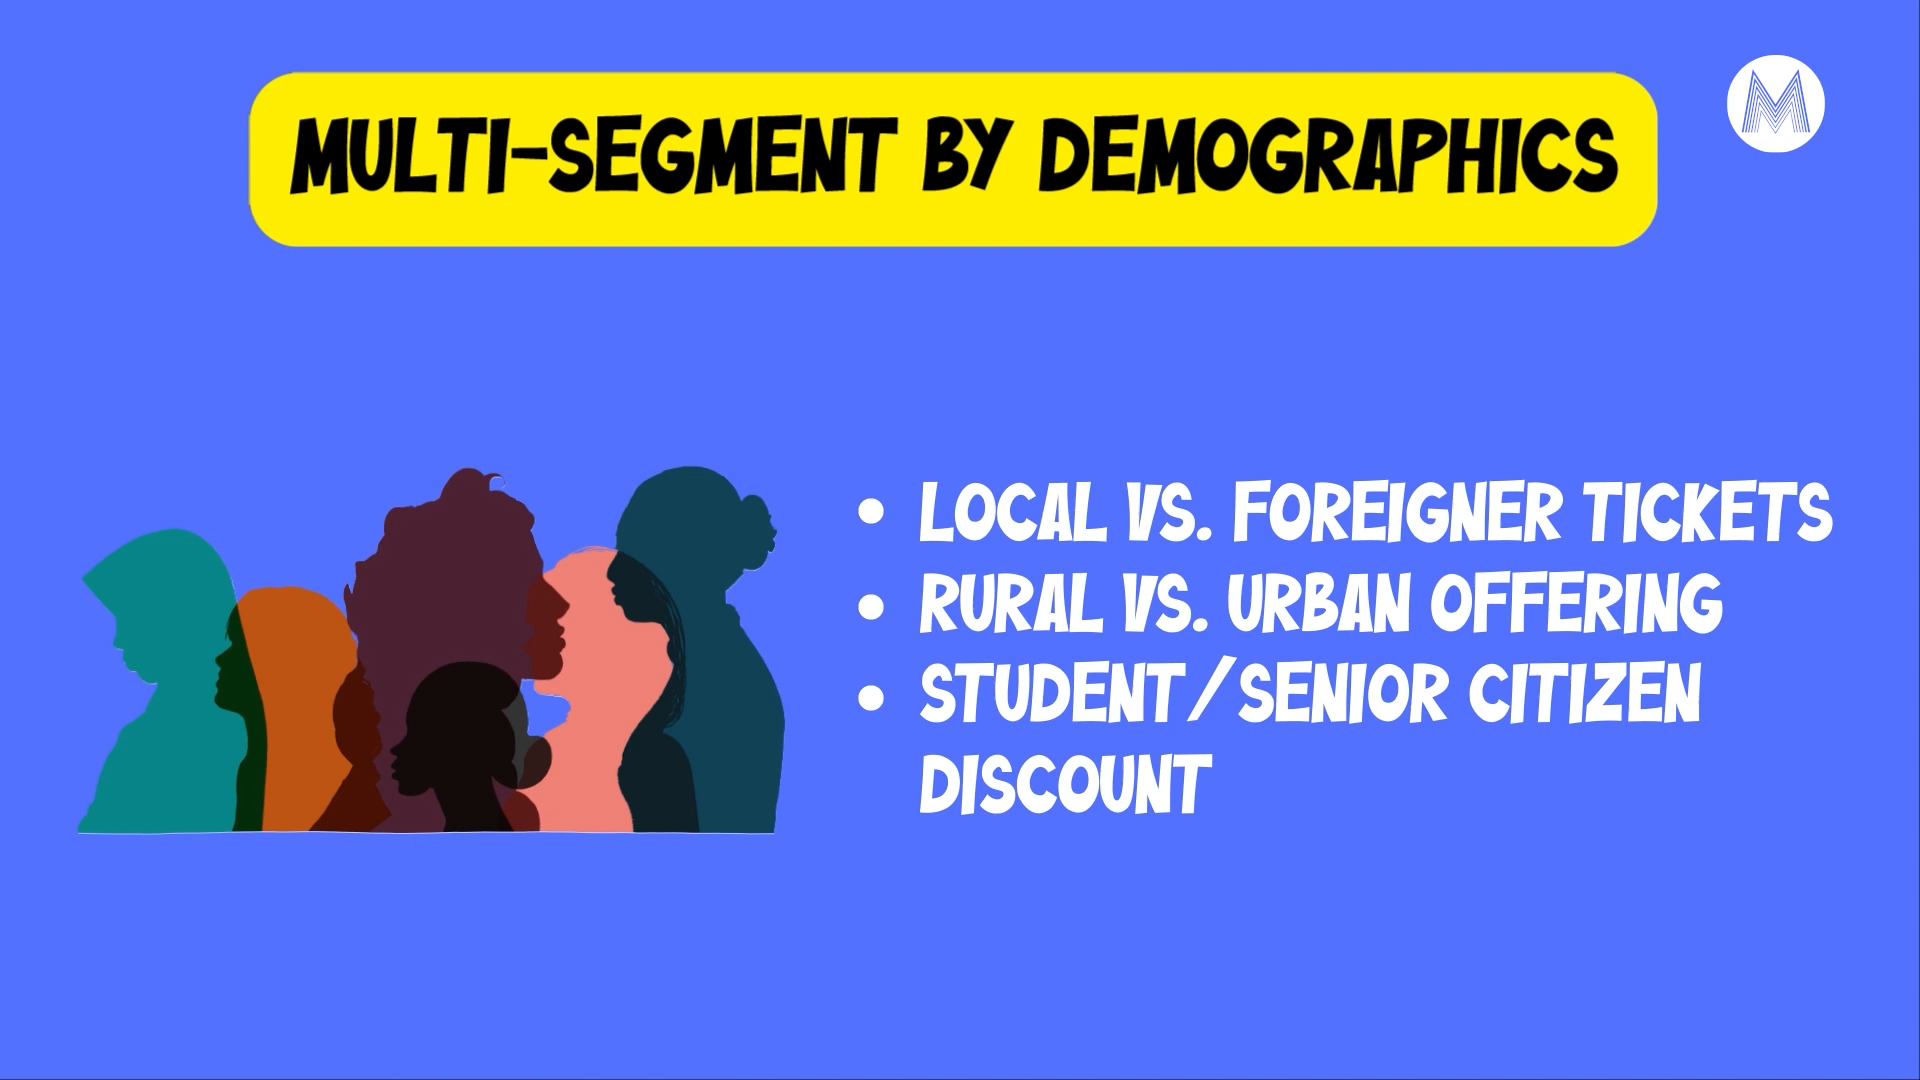 MULTI-SEGMENT BY DEMOGRAPHICS
M
• LOCAL VS. FOREIGNER TICKETS
• RURAL VS. URBAN OFFERING
• STUDENT/SENIOR CITIZEN
DISCOUNT